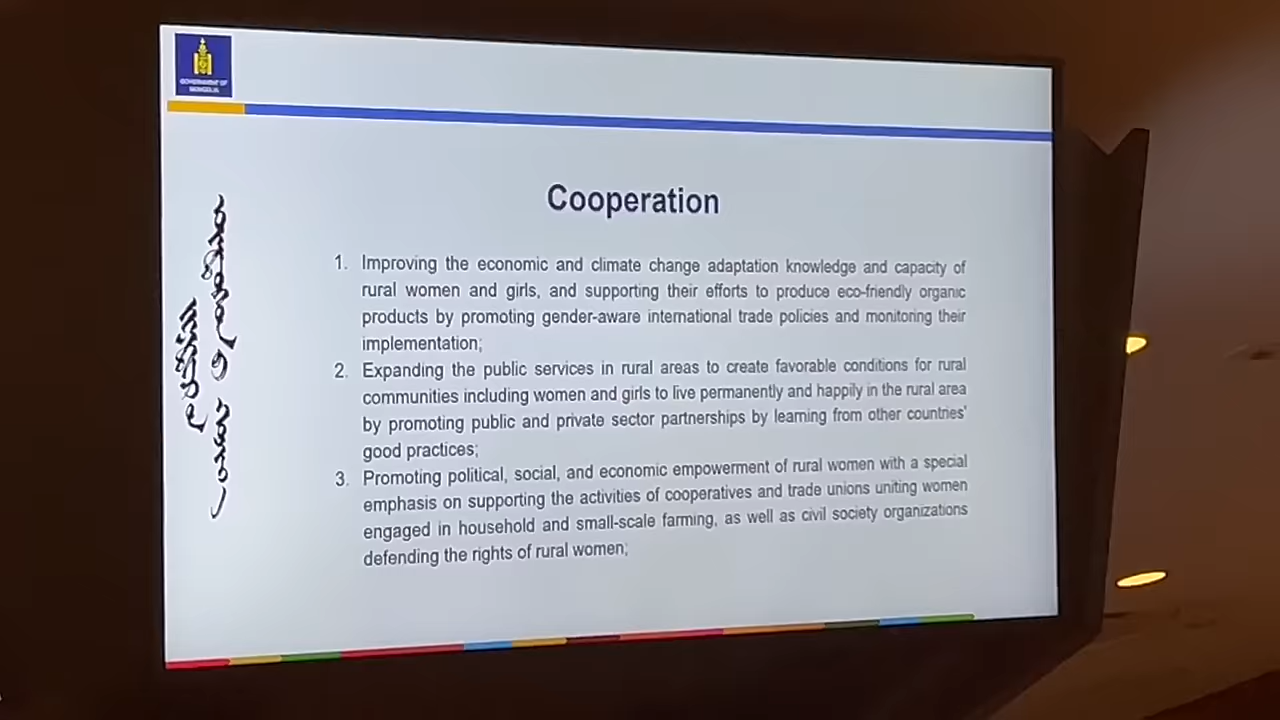 GOVERNMENT OF
MONGOLIA
Cooperation
1. Improving the economic and climate change adaptation knowledge and capacity of
rural women and girls, and supporting their efforts to produce eco-friendly organic
products by promoting gender-aware international trade policies and monitoring their
implementation;
2. Expanding the public services in rural areas to create favorable conditions for rural
communities including women and girls to live permanently and happily in the rural area
by promoting public and private sector partnerships by learning from other countries'
good practices;
3. Promoting political, social, and economic empowerment of rural women with a special
emphasis on supporting the activities of cooperatives and trade unions uniting women
engaged in household and small-scale farming, as well as civil society organizations
defending the rights of rural women;